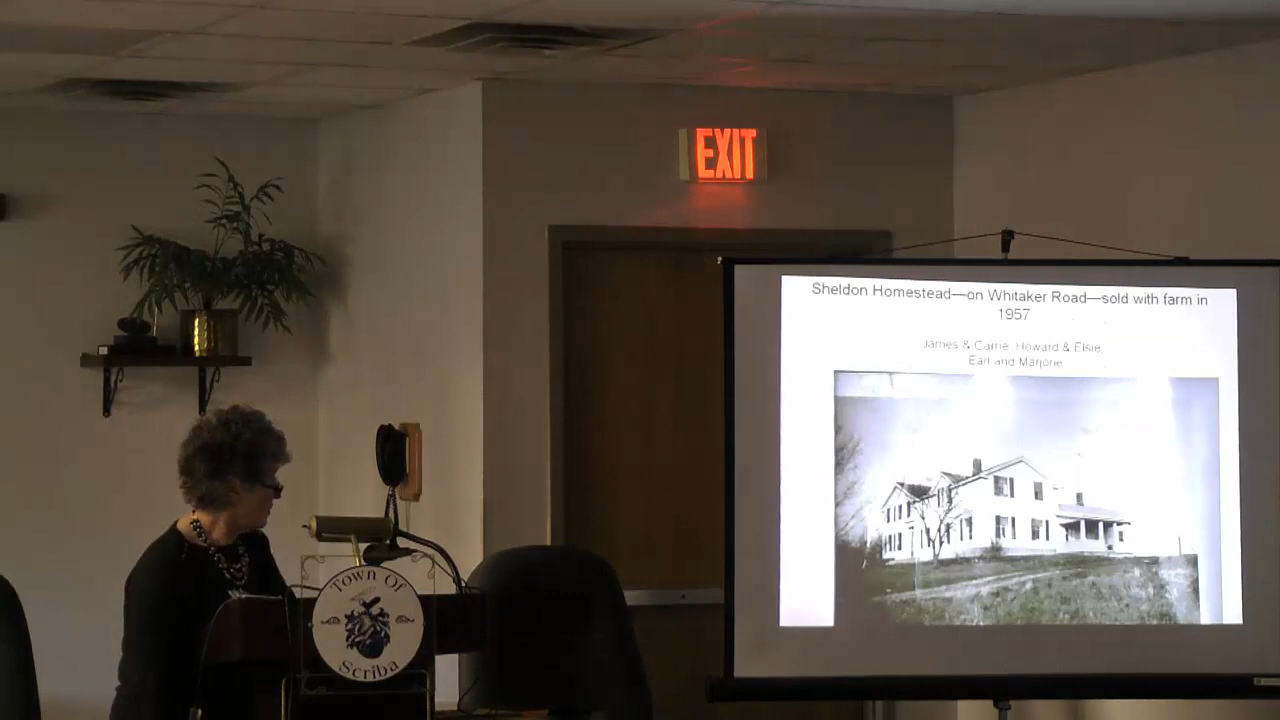 EXIT
Sheldon Homestead—on Whitaker Road—sold with farm in
1957
James & Carrie, Howard & Elsie,
Earl and Marjorie
Town Of
Scriba